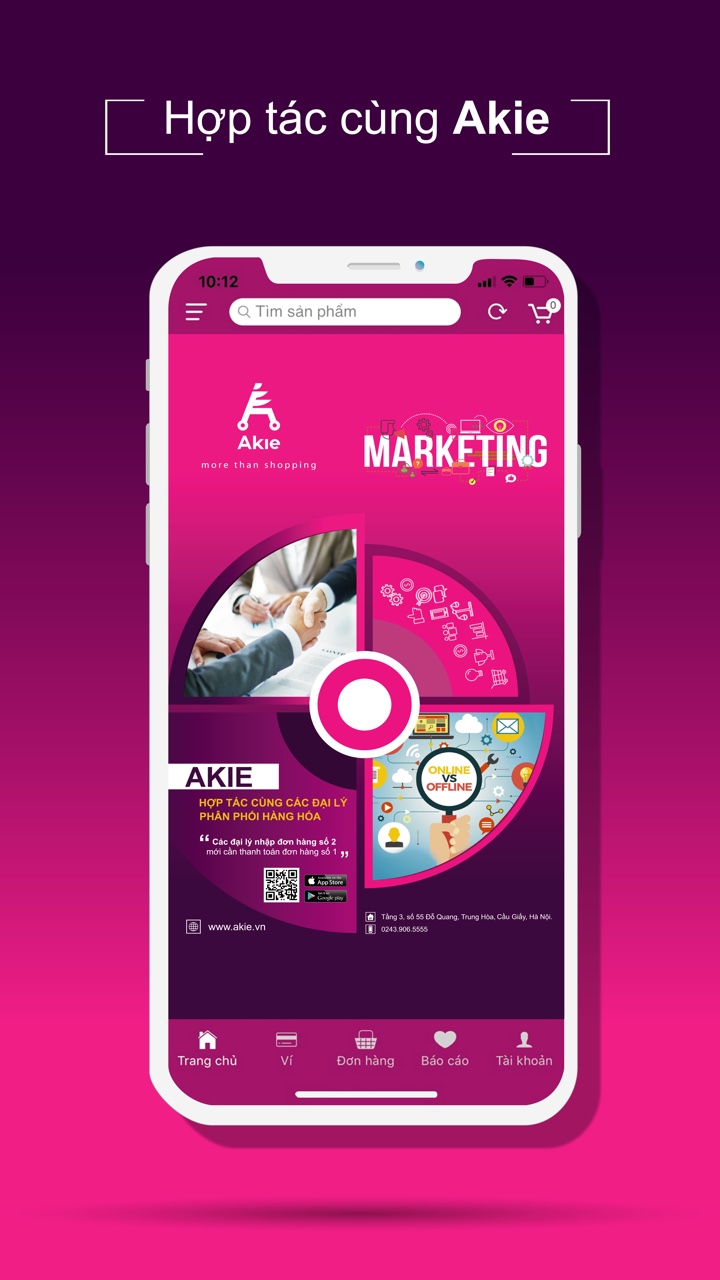 Hợp tác cùng Akie
10:12
Tìm sản phẩm
0
Akie
more than shopping
MARKETING
ONLINE
VS
OFFLINE
AKIE
HỢP TÁC CÙNG CÁC ĐẠI LÝ
PHÂN PHỐI HÀNG HÓA
“ Các đại lý nhập đơn hàng số 2
mới cần thanh toán đơn hàng số 1 „
App Store
Google play
www.akie.vn
Tầng 3, số 55 Đỗ Quang, Trung Hòa, Cầu Giấy, Hà Nội.
0243.906.5555
Trang chủ
Ví
Đơn hàng
Báo cáo
Tài khoản